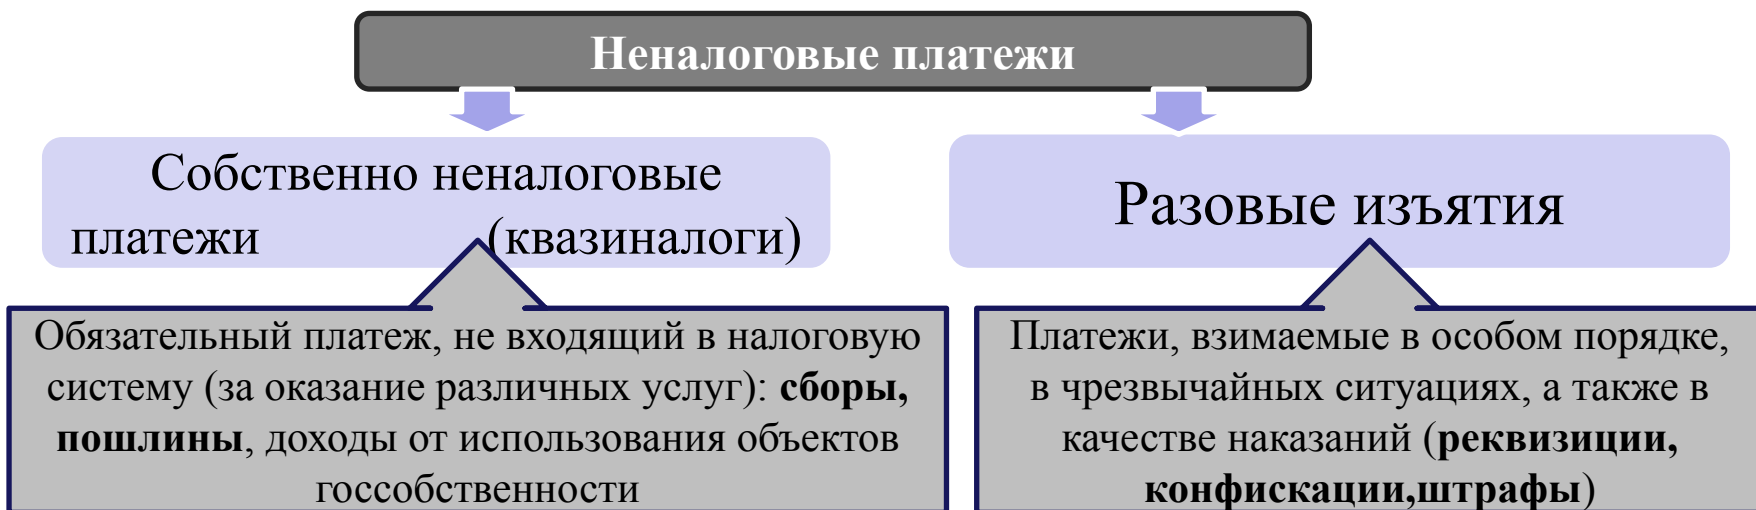 Неналоговые платежи
Собственно неналоговые
платежи (квазиналоги)
Разовые изъятия
Обязательный платеж, не входящий в налоговую
систему (за оказание различных услуг): сборы,
пошлины, доходы от использования объектов
госсобственности
Платежи, взимаемые в особом порядке,
в чрезвычайных ситуациях, а также в
качестве наказаний (реквизиции,
конфискации,штрафы)